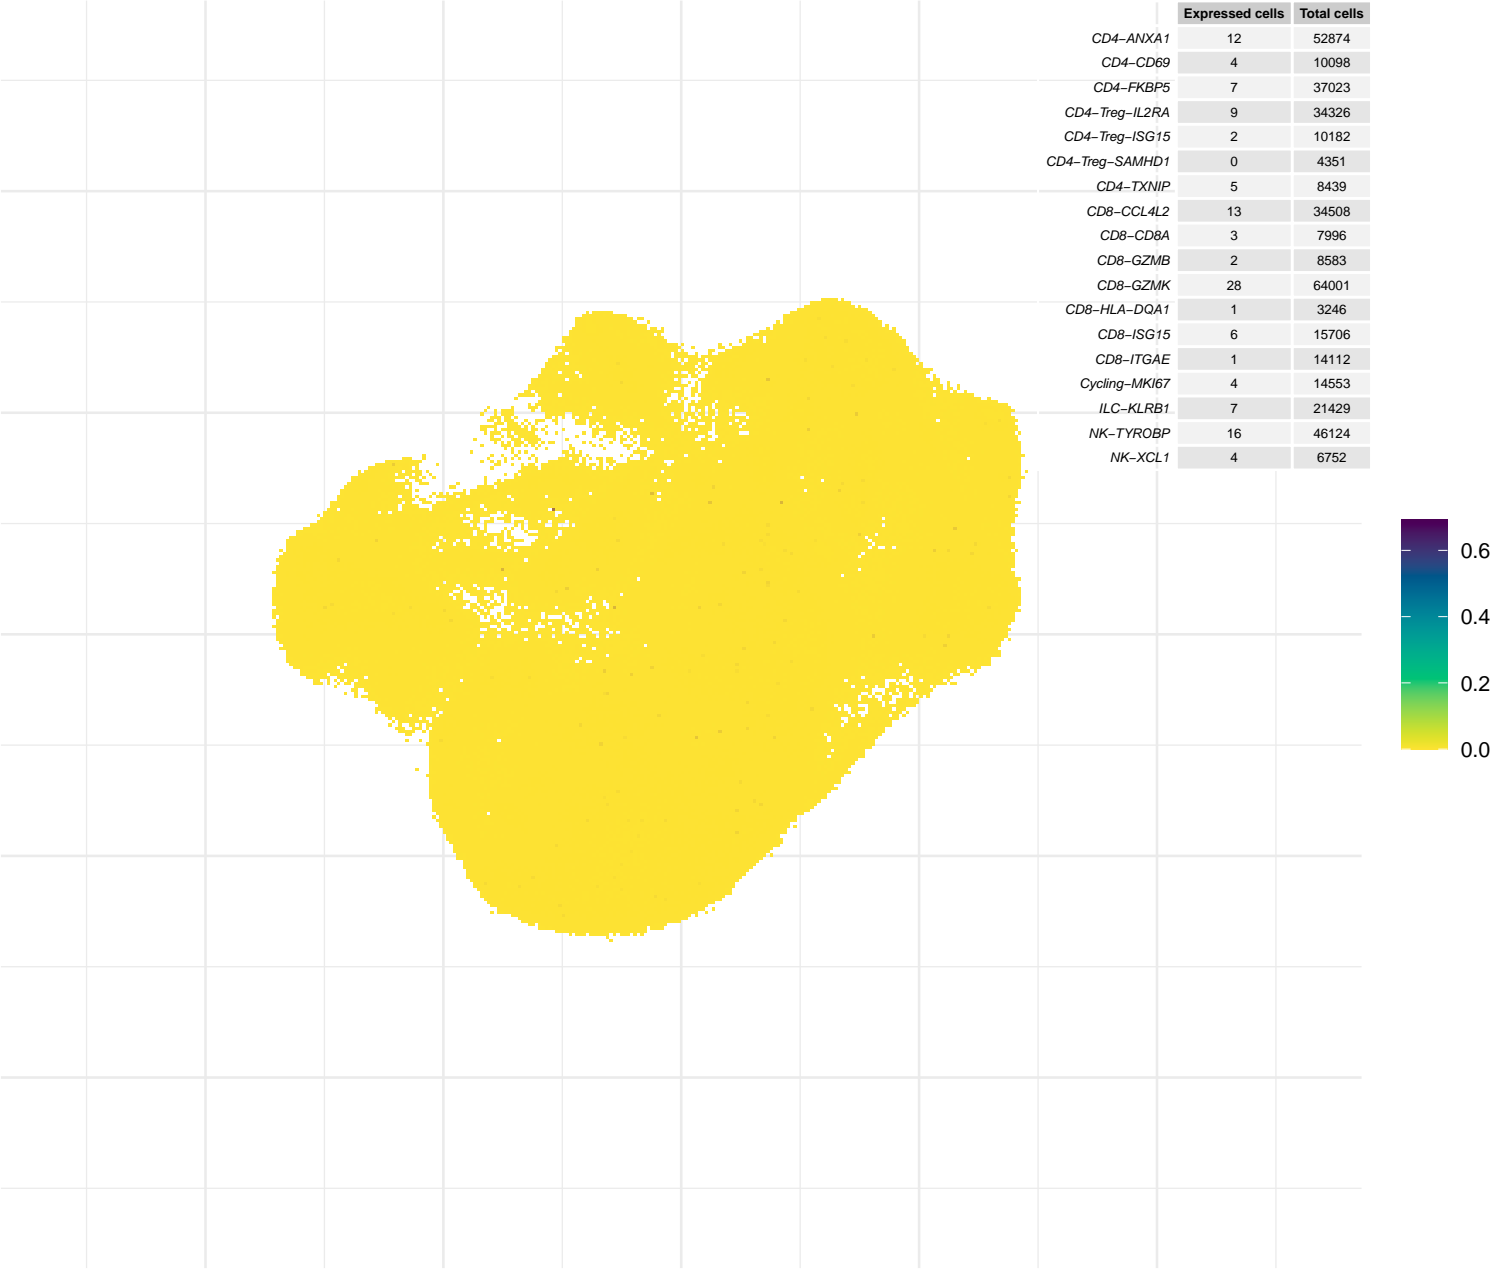 Expressed cells Total cells
CD4−ANXA1 12 52874
CD4−CD69 4 10098
CD4−FKBP5 7 37023
CD4−Treg−IL2RA 9 34326
CD4−Treg−ISG15 2 10182
CD4−Treg−SAMHD1 0 4351
CD4−TXNIP 5 8439
CD8−CCL4L2 13 34508
CD8−CD8A 3 7996
CD8−GZMB 2 8583
CD8−GZMK 28 64001
CD8−HLA−DQA1 1 3246
CD8−ISG15 6 15706
CD8−ITGAE 1 14112
Cycling−MKI67 4 14553
ILC−KLRB1 7 21429
NK−TYROBP 16 46124
NK−XCL1 4 6752
0.6
0.4
0.2
0.0